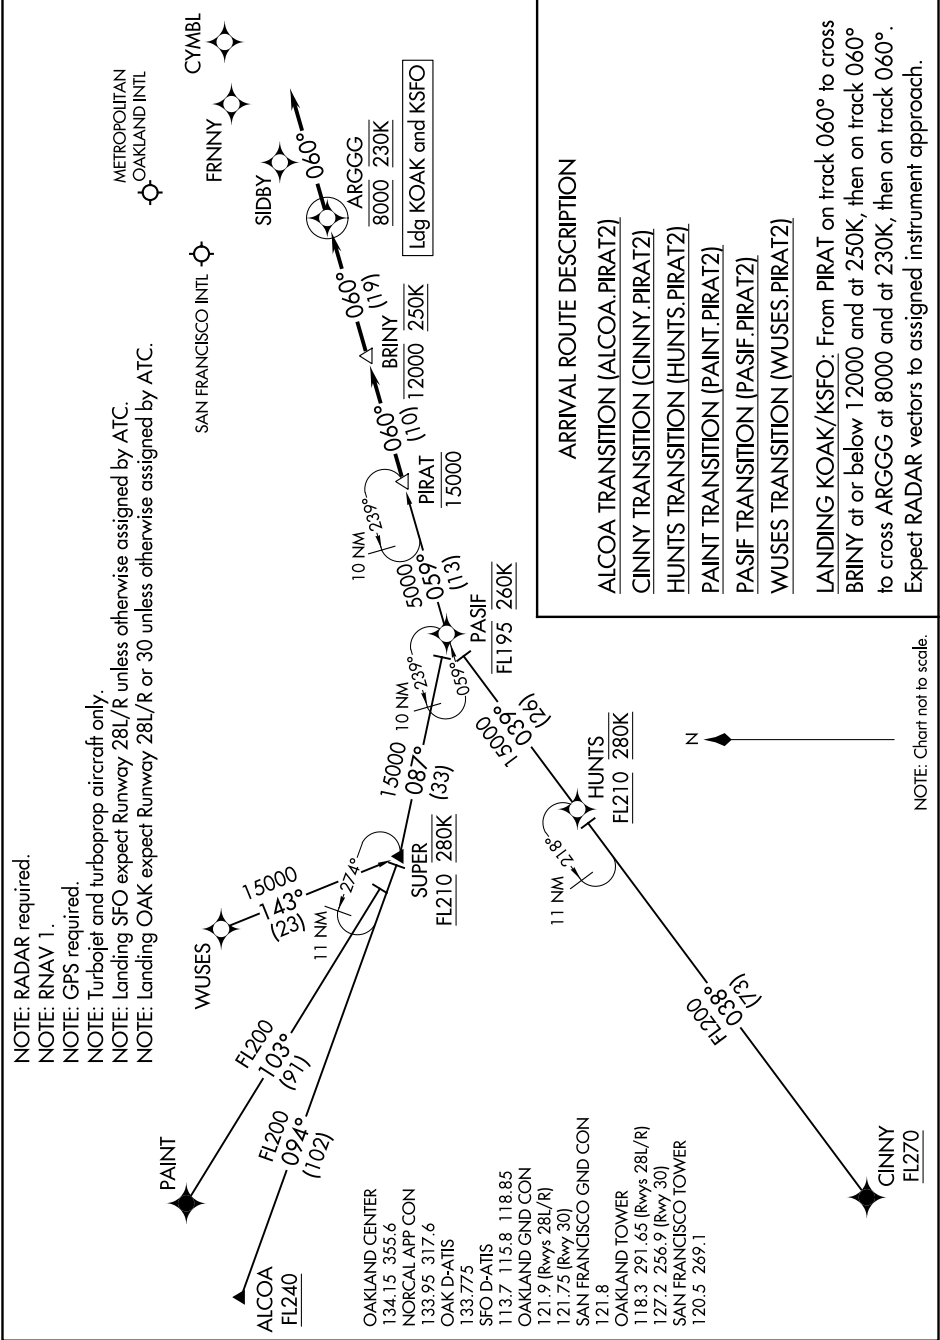 NOTE: RADAR required.
NOTE: RNAV 1.
NOTE: GPS required.
NOTE: Turbojet and turboprop aircraft only.
NOTE: Landing SFO expect Runway 28L/R unless otherwise assigned by ATC.
NOTE: Landing OAK expect Runway 28L/R or 30 unless otherwise assigned by ATC.
METROPOLITAN
OAKLAND INTL
SAN FRANCISCO INTL
CYMBL
FRNNY
SIDBY
060°
ARGGG
8000 230K
Ldg KOAK and KSFO
060°
(19)
BRINY
12000 250K
060°
(10)
PIRAT
15000
10 NM
239°
5000
059°
(13)
PASIF
FL195 260K
10 NM
239°
059°
15000
087°
(33)
SUPER
FL210 280K
11 NM
274°
WUSES
15000
143°
(23)
PAINT
FL200
103°
(91)
ALCOA
FL240
FL200
094°
(102)
15000
039°
(26)
HUNTS
FL210 280K
11 NM
218°
FL200
038°
(73)
CINNY
FL270
N
NOTE: Chart not to scale.
OAKLAND CENTER
134.15 355.6
NORCAL APP CON
133.95 317.6
OAK D-ATIS
133.775
SFO D-ATIS
113.7 115.8 118.85
OAKLAND GND CON
121.9 (Rwys 28L/R)
121.75 (Rwy 30)
SAN FRANCISCO GND CON
121.8
OAKLAND TOWER
118.3 291.65 (Rwys 28L/R)
127.2 256.9 (Rwy 30)
SAN FRANCISCO TOWER
120.5 269.1
ARRIVAL ROUTE DESCRIPTION
ALCOA TRANSITION (ALCOA.PIRAT2)
CINNY TRANSITION (CINNY.PIRAT2)
HUNTS TRANSITION (HUNTS.PIRAT2)
PAINT TRANSITION (PAINT.PIRAT2)
PASIF TRANSITION (PASIF.PIRAT2)
WUSES TRANSITION (WUSES.PIRAT2)
LANDING KOAK/KSFO: From PIRAT on track 060° to cross
BRINY at or below 12000 and at 250K, then on track 060°
to cross ARGGG at 8000 and at 230K, then on track 060°.
Expect RADAR vectors to assigned instrument approach.